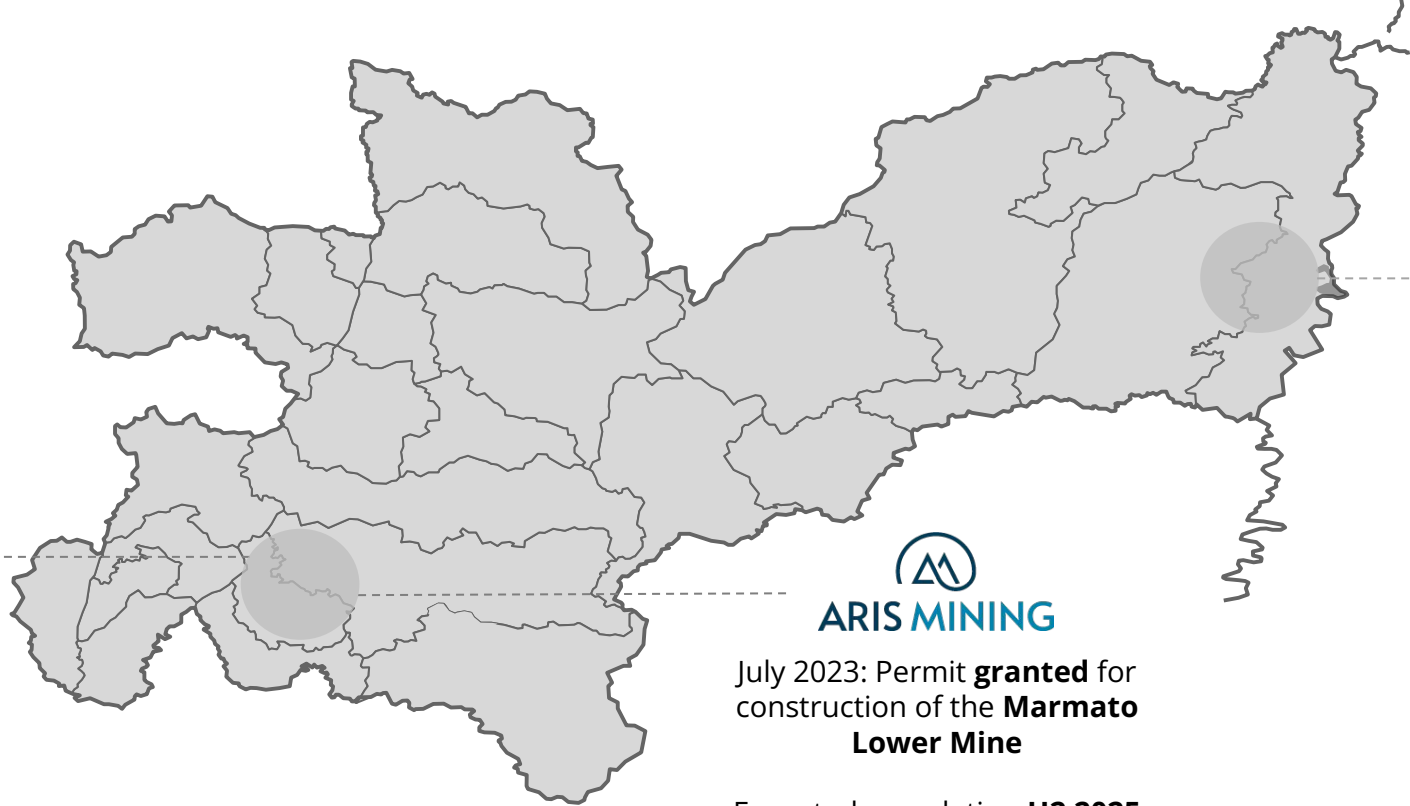 ARIS MINING
July 2023: Permit granted for
construction of the Marmato
Lower Mine